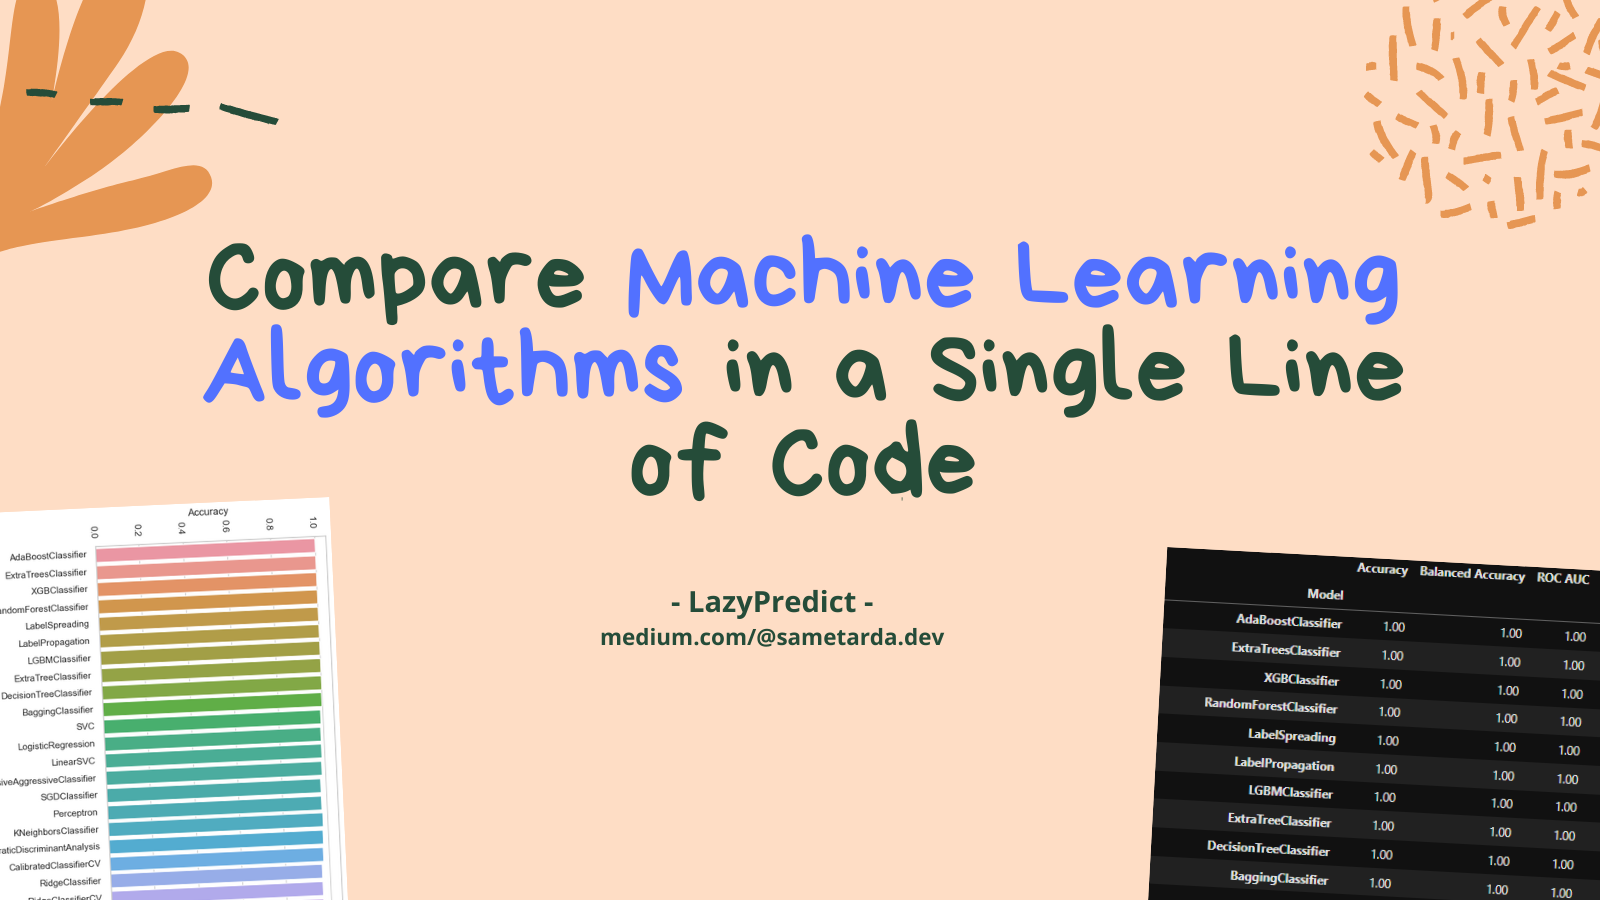 Compare Machine Learning
Algorithms in a Single Line
of Code
- LazyPredict -
medium.com/@sametarda.dev
Accuracy
0.0 0.2 0.4 0.6 0.8 1.0
AdaBoostClassifier
ExtraTreesClassifier
XGBClassifier
andomForestClassifier
LabelSpreading
LabelPropagation
LGBMClassifier
ExtraTreeClassifier
DecisionTreeClassifier
BaggingClassifier
SVC
LogisticRegression
LinearSVC
siveAggressiveClassifier
SGDClassifier
Perceptron
KNeighborsClassifier
raticDiscriminantAnalysis
CalibratedClassifierCV
RidgeClassifier
RidgeClassifierCV
Accuracy Balanced Accuracy ROC AUC
Model
AdaBoostClassifier 1.00 1.00 1.00
ExtraTreesClassifier 1.00 1.00 1.00
XGBClassifier 1.00 1.00 1.00
RandomForestClassifier 1.00 1.00 1.00
LabelSpreading 1.00 1.00 1.00
LabelPropagation 1.00 1.00 1.00
LGBMClassifier 1.00 1.00 1.00
ExtraTreeClassifier 1.00 1.00 1.00
DecisionTreeClassifier 1.00 1.00 1.00
BaggingClassifier 1.00 1.00 1.00